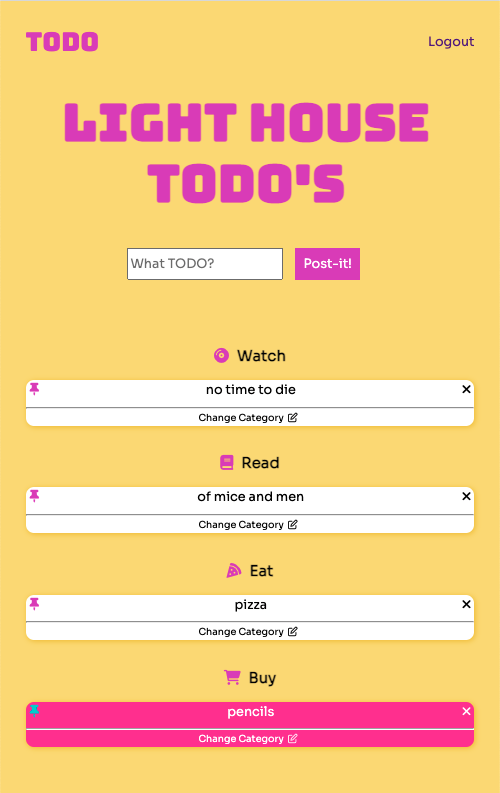 TODO
Logout
LIGHT HOUSE
TODO'S
What TODO?
Post-it!
Watch
no time to die
Change Category
Read
of mice and men
Change Category
Eat
pizza
Change Category
Buy
pencils
Change Category